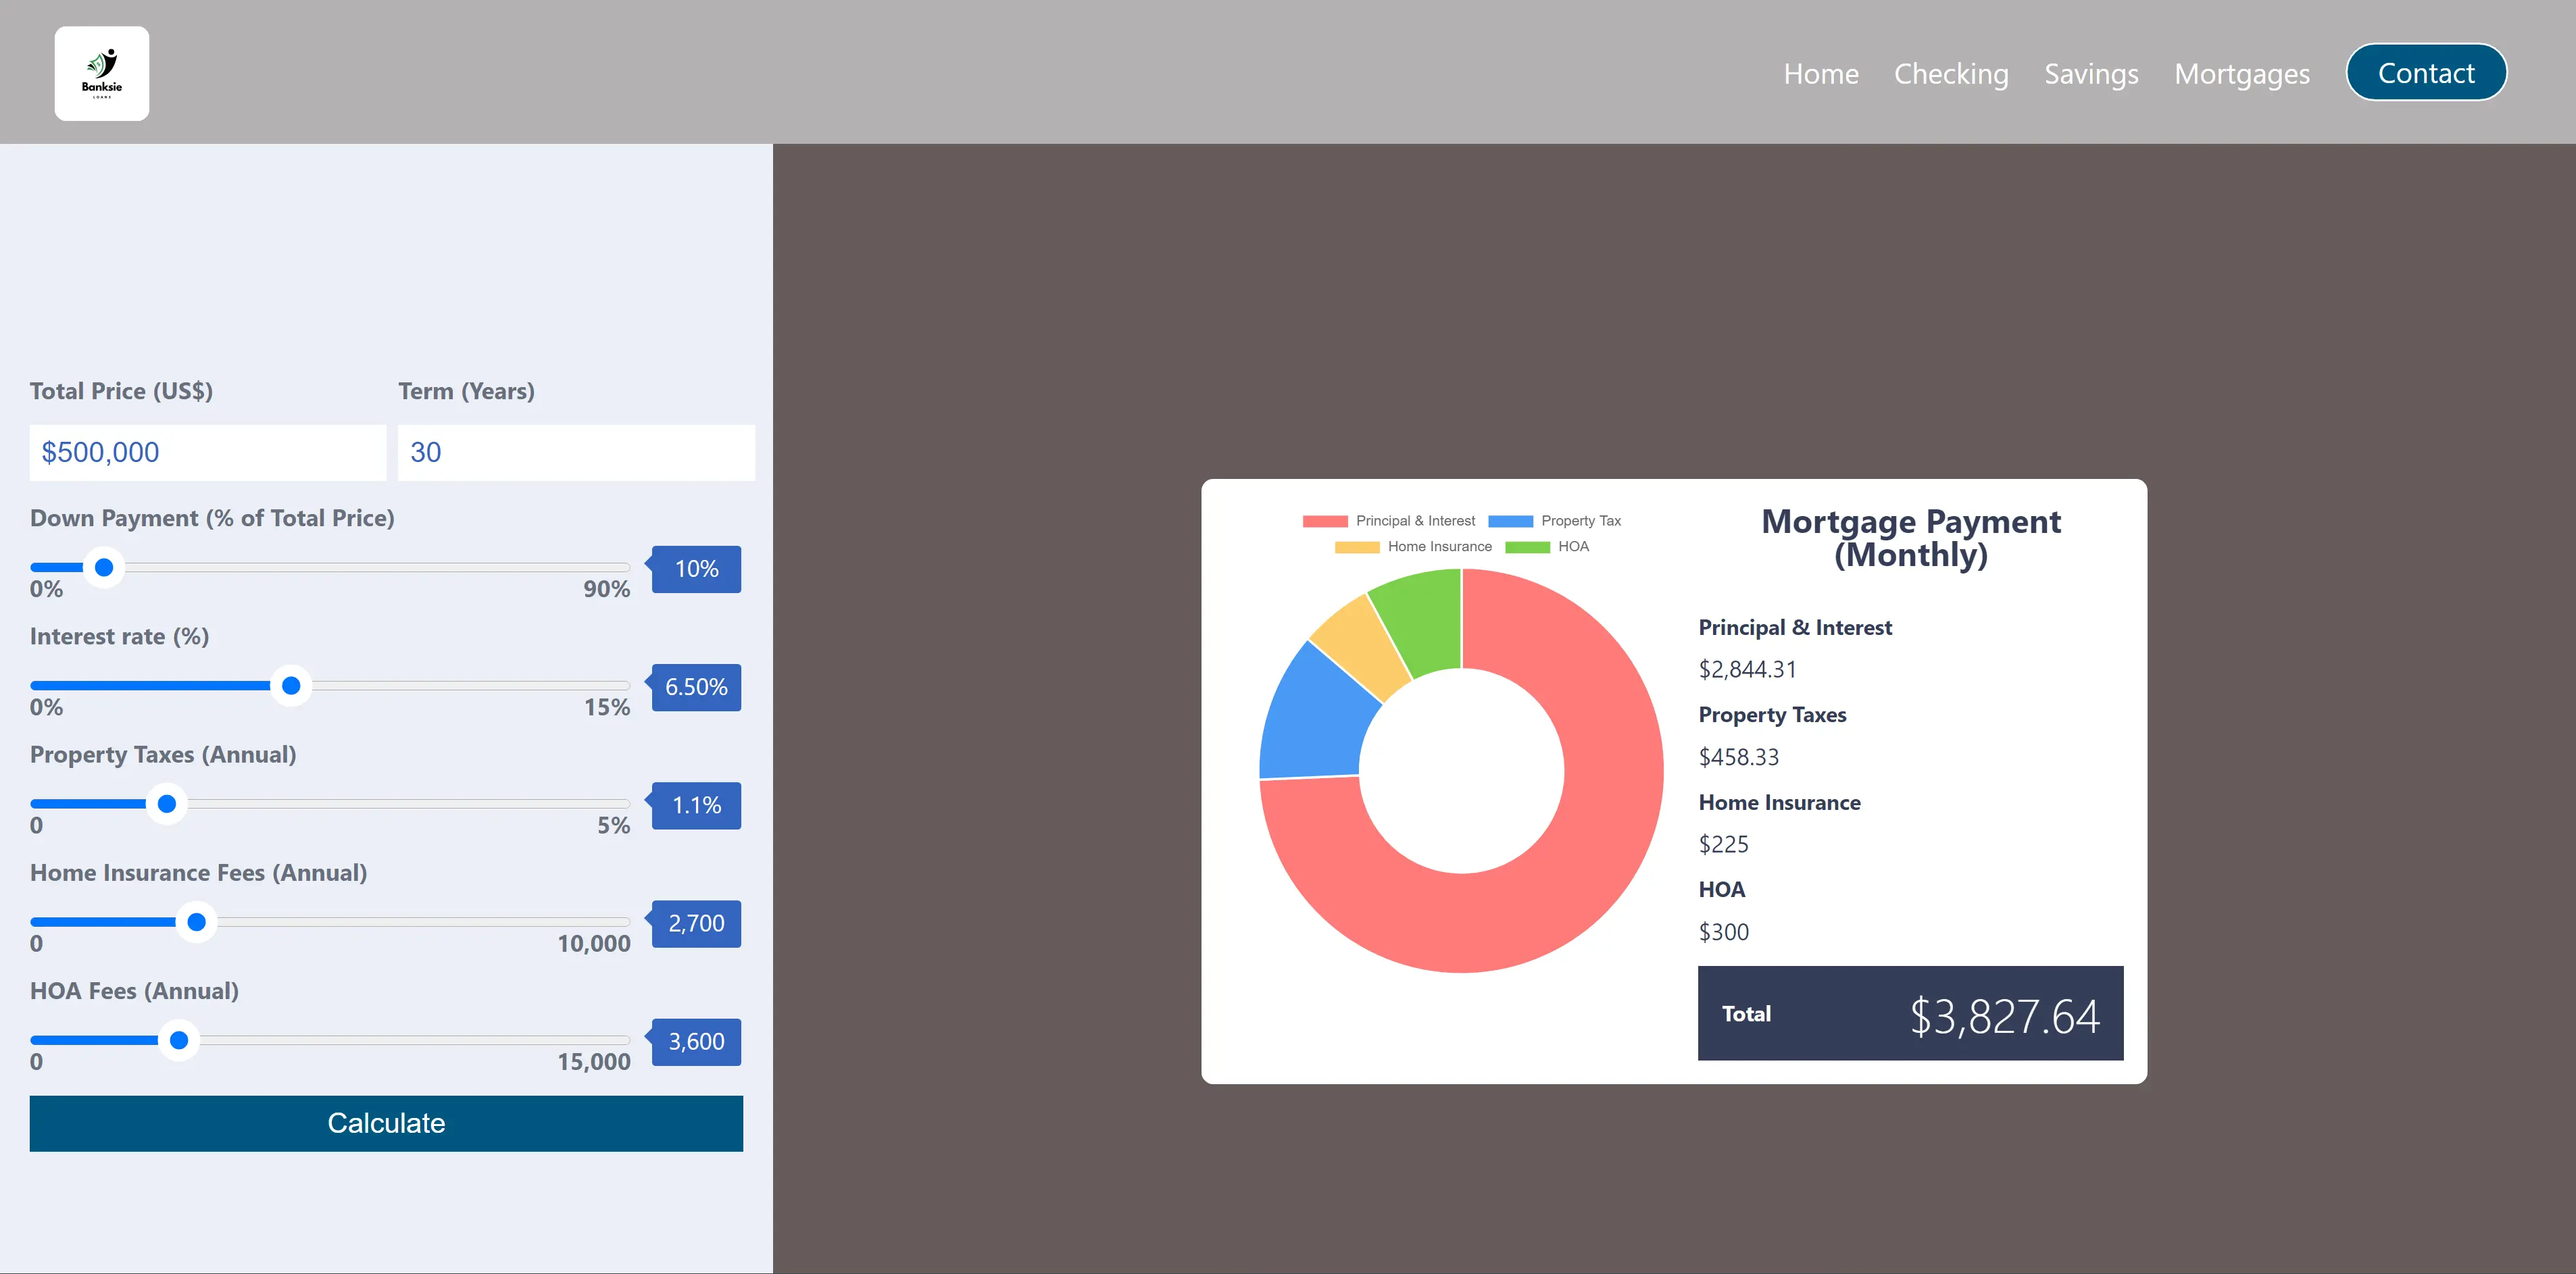 Banksie
LOANS
Home Checking Savings Mortgages Contact
Total Price (US$) Term (Years)
$500,000 30
Down Payment (% of Total Price)
10%
0% 90%
Interest rate (%)
6.50%
0% 15%
Property Taxes (Annual)
1.1%
0 5%
Home Insurance Fees (Annual)
2,700
0 10,000
HOA Fees (Annual)
3,600
0 15,000
Calculate
Principal & Interest Property Tax
Home Insurance HOA
Mortgage Payment
(Monthly)
Principal & Interest
$2,844.31
Property Taxes
$458.33
Home Insurance
$225
HOA
$300
Total $3,827.64